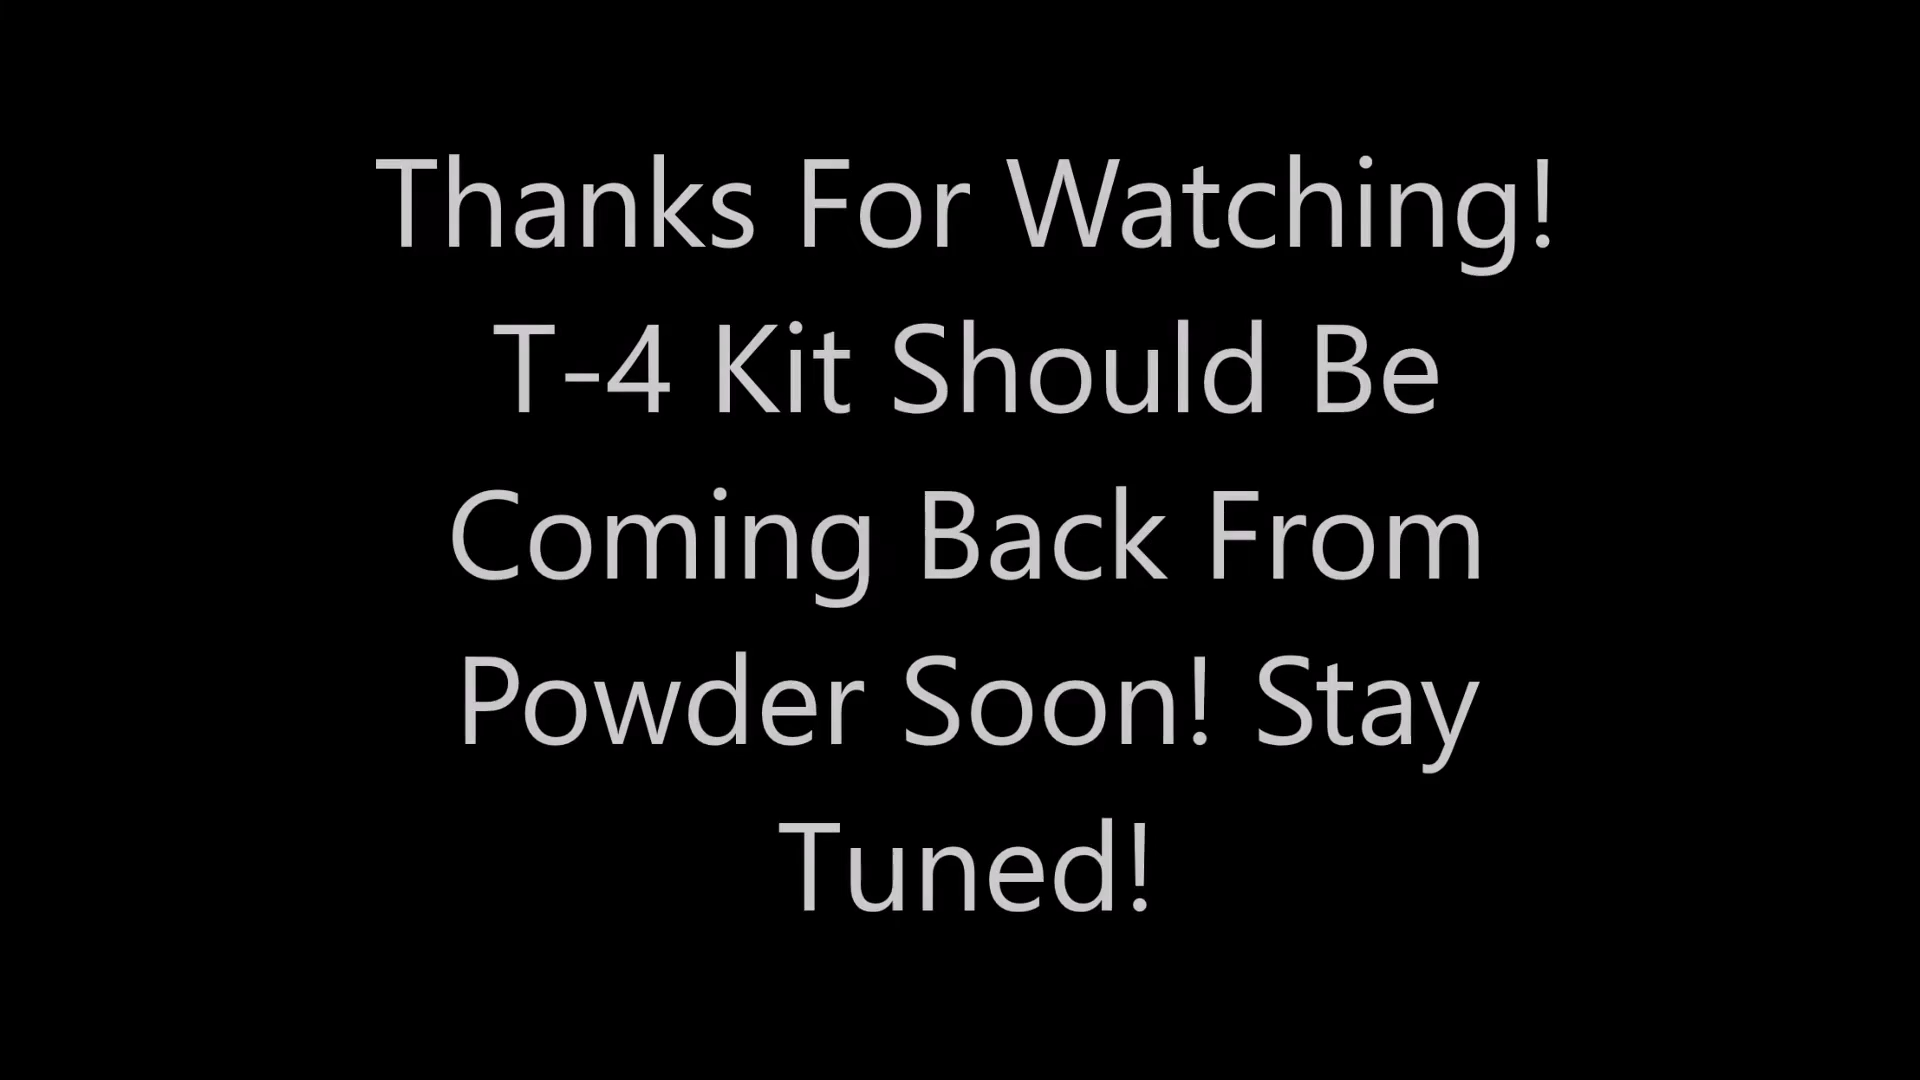 Thanks For Watching!
T-4 Kit Should Be
Coming Back From
Powder Soon! Stay
Tuned!